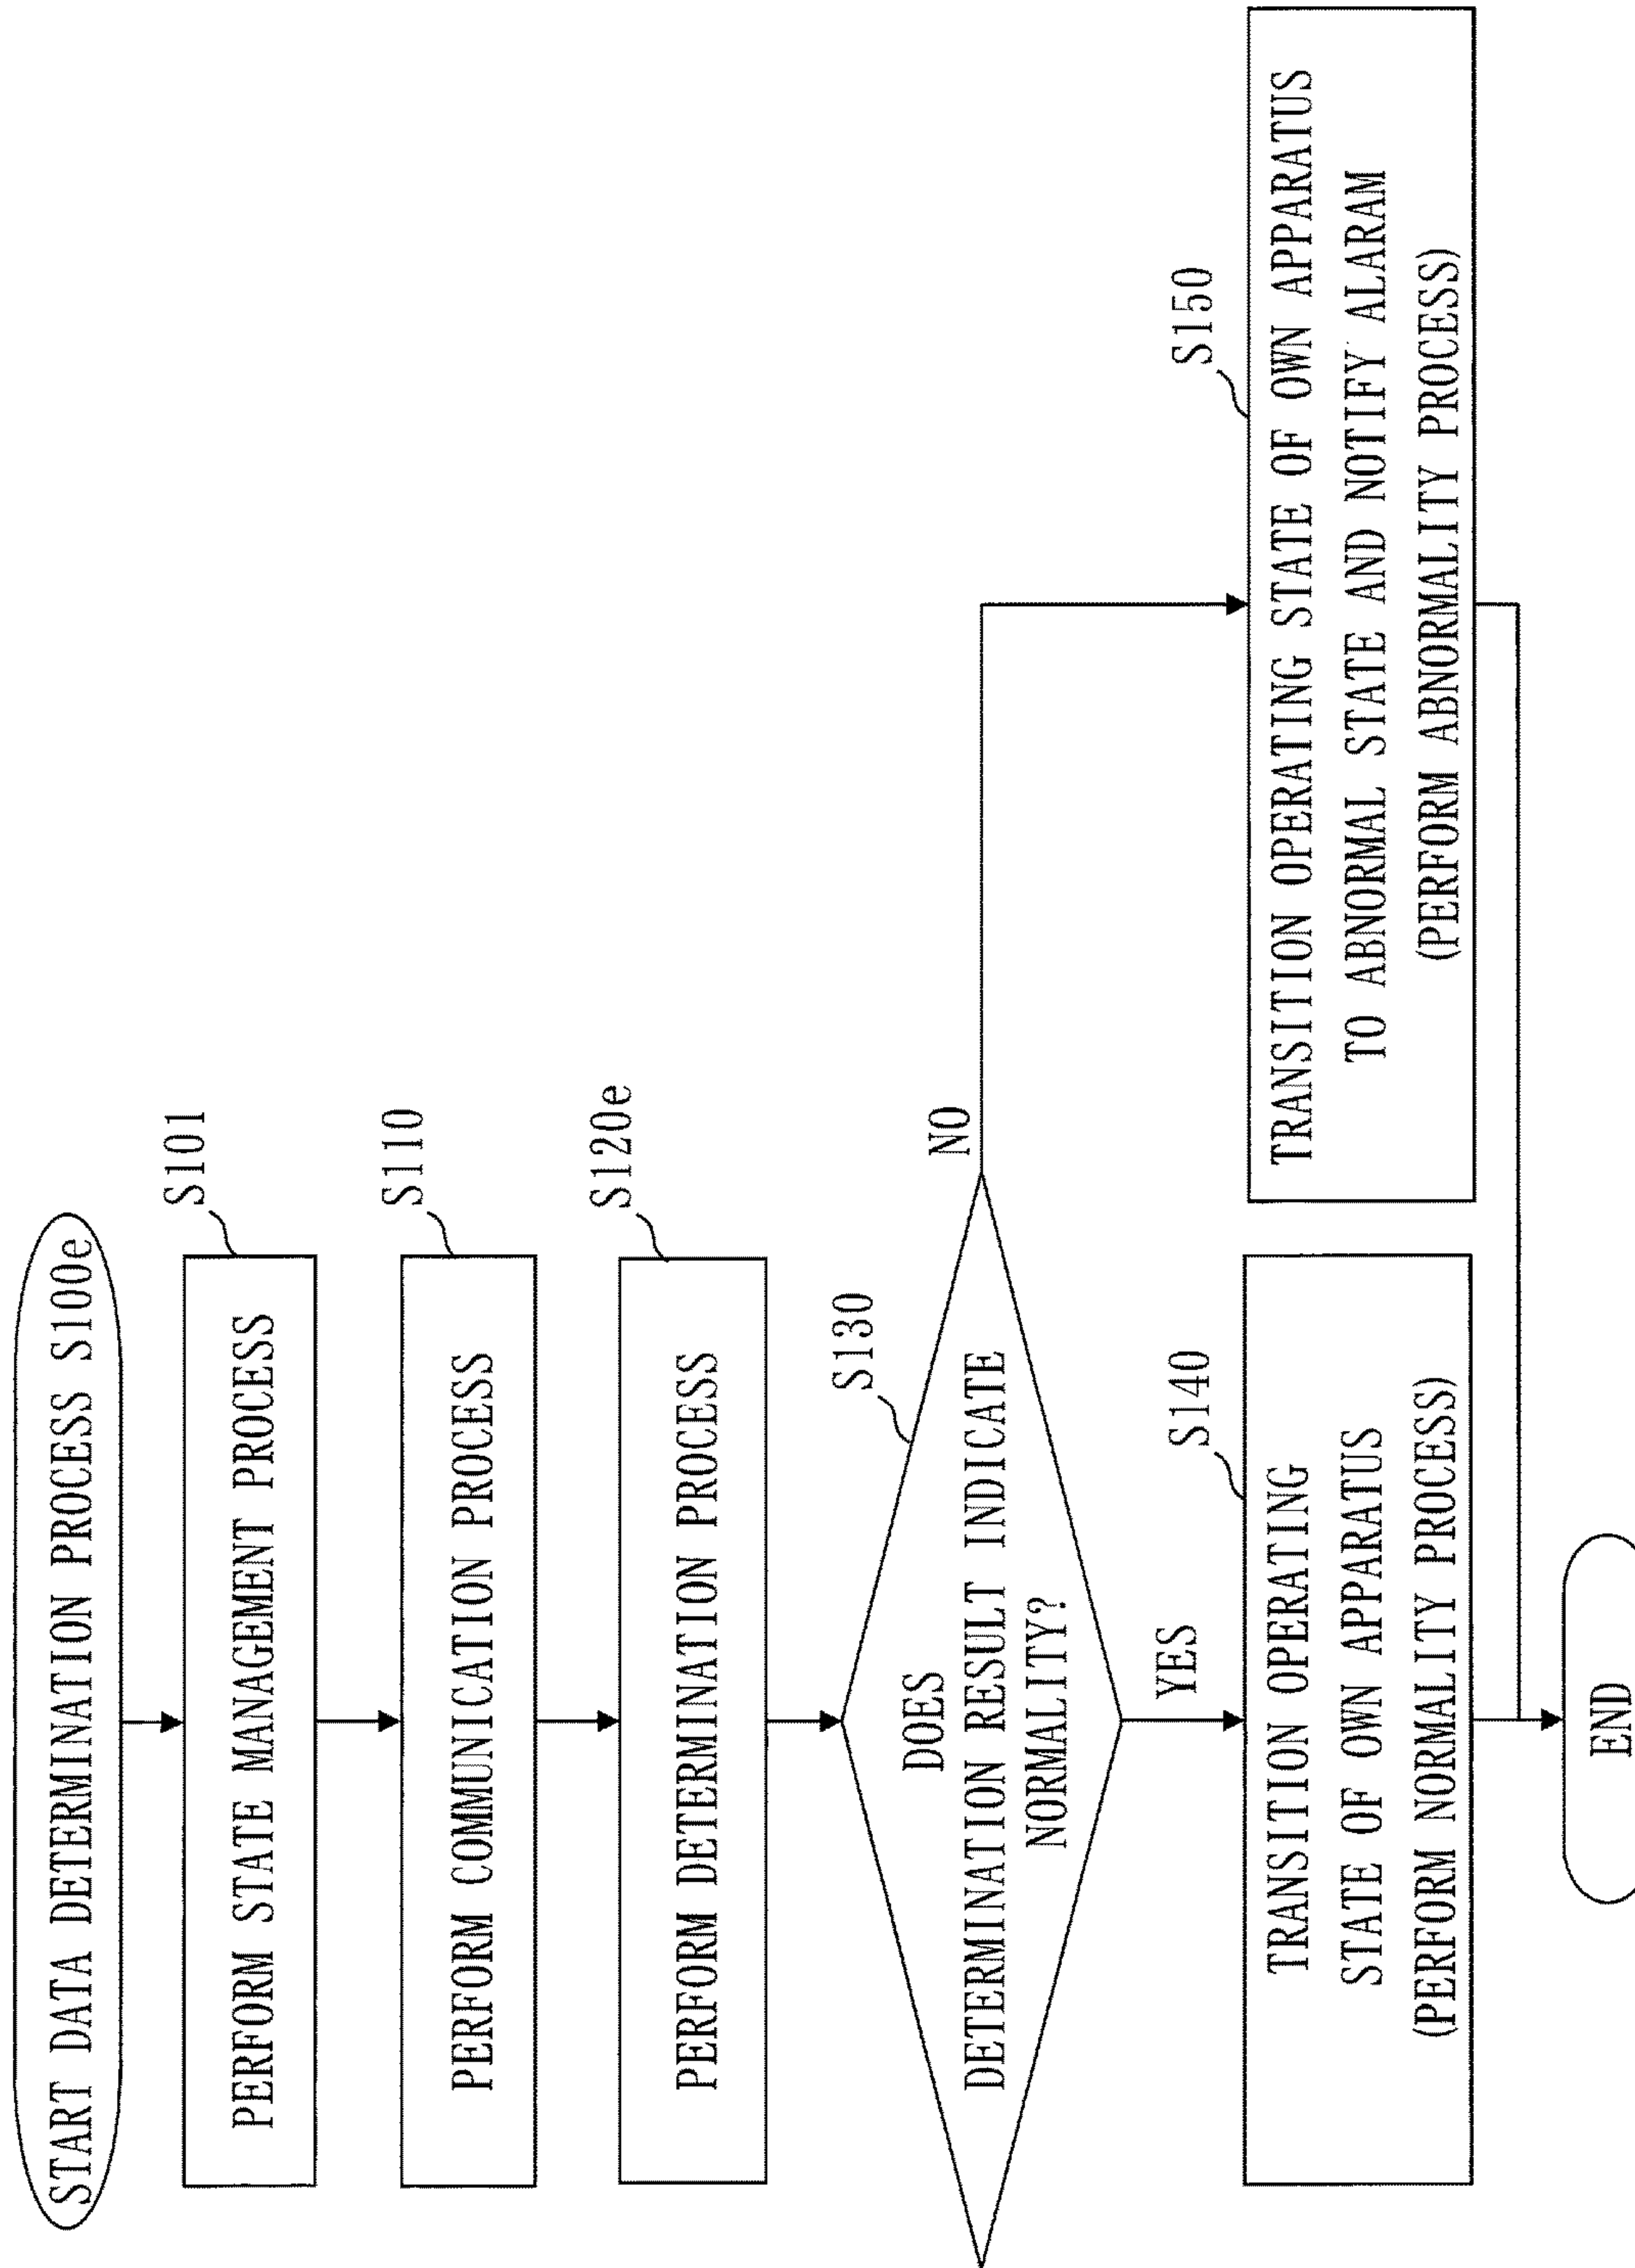 START DATA DETERMINATION PROCESS S100e
S101
PERFORM STATE MANAGEMENT PROCESS
S110
PERFORM COMMUNICATION PROCESS
S120e
PERFORM DETERMINATION PROCESS
S130
DOES
DETERMINATION RESULT INDICATE
NORMALITY?
NO
YES
S140
TRANSITION OPERATING
STATE OF OWN APPARATUS
(PERFORM NORMALITY PROCESS)
S150
TRANSITION OPERATING STATE OF OWN APPARATUS
TO ABNORMAL STATE AND NOTIFY ALARAM
(PERFORM ABNORMALITY PROCESS)
END